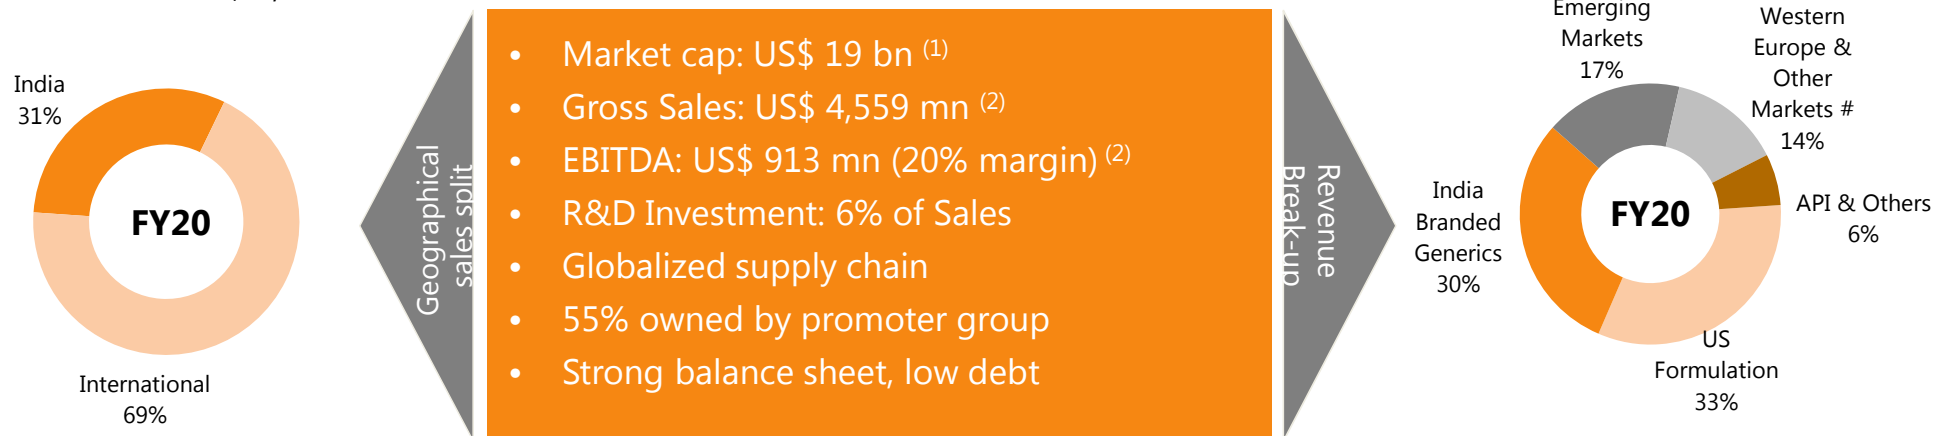 India
31%
FY20
International
69%
Geographical
sales split
• Market cap: US$ 19 bn (1)
• Gross Sales: US$ 4,559 mn (2)
• EBITDA: US$ 913 mn (20% margin) (2)
• R&D Investment: 6% of Sales
• Globalized supply chain
• 55% owned by promoter group
• Strong balance sheet, low debt
Revenue
Break-up
Emerging
Markets
17%
Western
Europe &
Other
Markets #
14%
India
Branded
Generics
30%
FY20
API & Others
6%
US
Formulation
33%